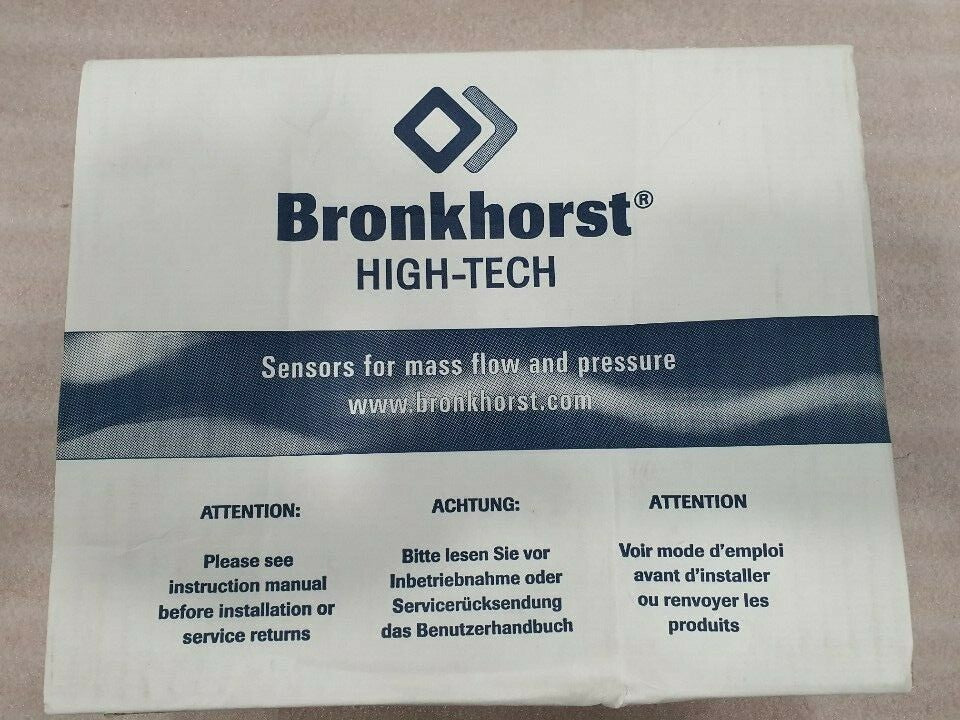 Bronkhorst®
HIGH-TECH
Sensors for mass flow and pressure
www.bronkhorst.com
ATTENTION:
Please see
instruction manual
before installation or
service returns
ACHTUNG:
Bitte lesen Sie vor
Inbetriebnahme oder
Servicerücksendung
das Benutzerhandbuch
ATTENTION
Voir mode d'emploi
avant d'installer
ou renvoyer les
produits